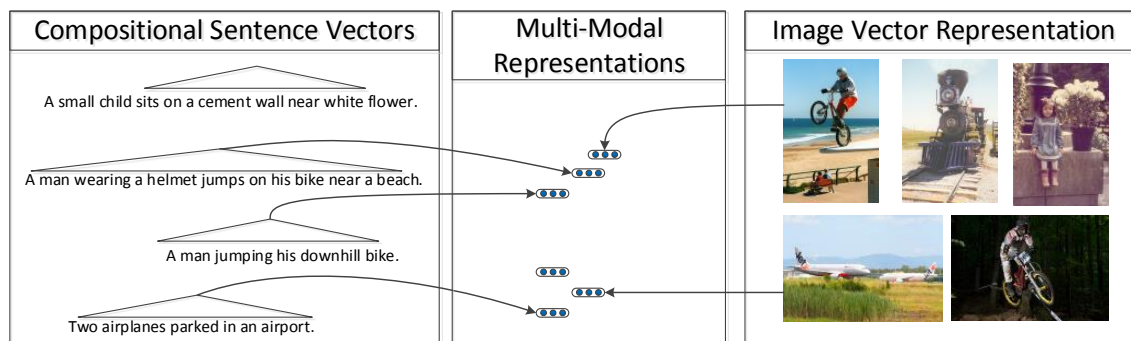 Compositional Sentence Vectors
A small child sits on a cement wall near white flower.
A man wearing a helmet jumps on his bike near a beach.
A man jumping his downhill bike.
Two airplanes parked in an airport.
Multi-Modal
Representations
Image Vector Representation